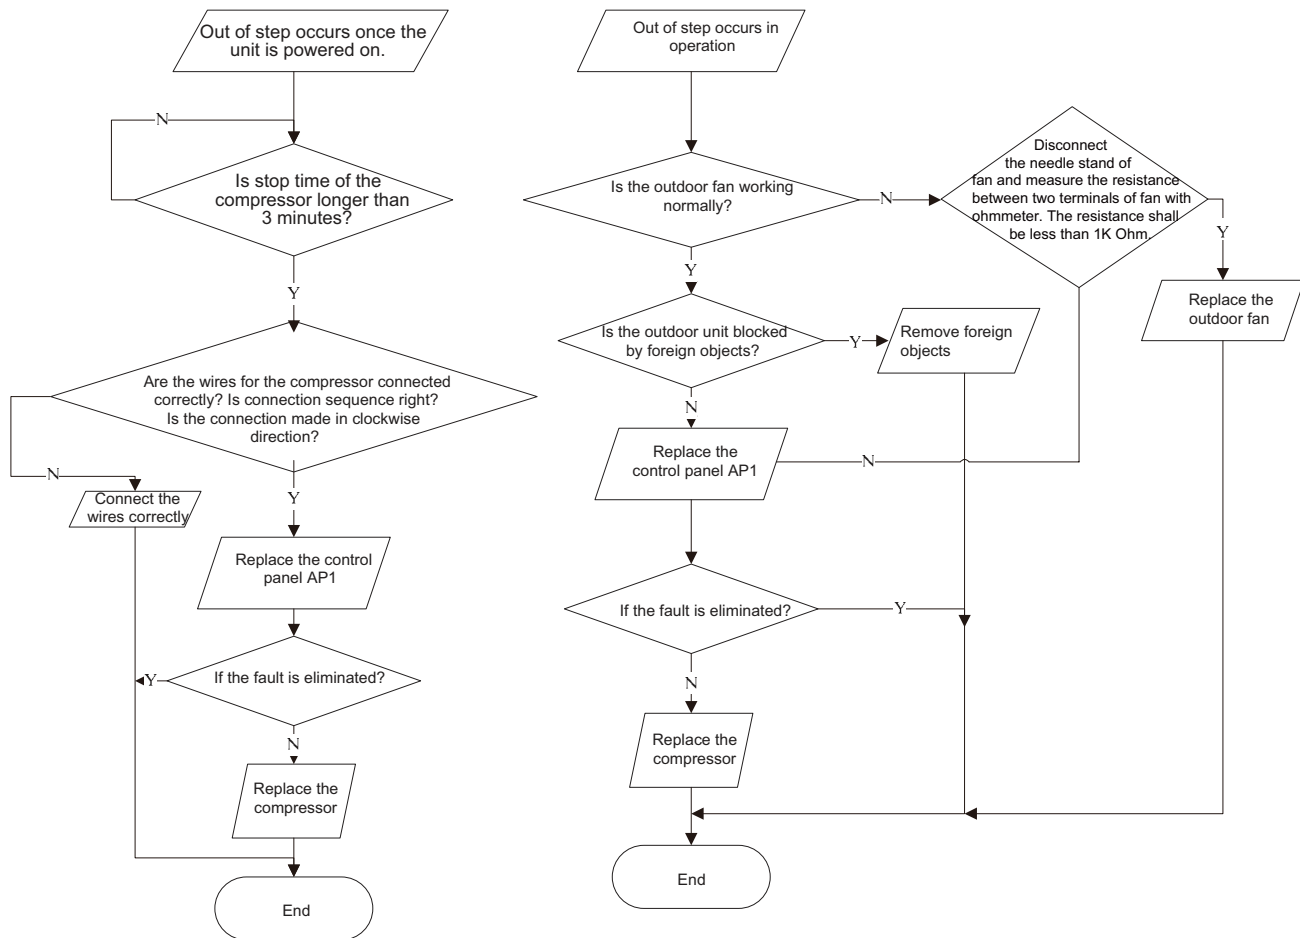 Out of step occurs once the
unit is powered on.
N
Is stop time of the
compressor longer than
3 minutes?
Y
Are the wires for the compressor connected
correctly? Is connection sequence right?
Is the connection made in clockwise
direction?
N
Connect the
wires correctly
Y
Replace the control
panel AP1
If the fault is eliminated?
Y
N
Replace the
compressor
End
Out of step occurs in
operation
Is the outdoor fan working
normally?
N
Disconnect
the needle stand of
fan and measure the resistance
between two terminals of fan with
ohmmeter. The resistance shall
be less than 1K Ohm.
Y
Replace the
outdoor fan
Y
Is the outdoor unit blocked
by foreign objects?
Y
Remove foreign
objects
N
Replace the
control panel AP1
N
If the fault is eliminated?
Y
N
Replace the
compressor
End